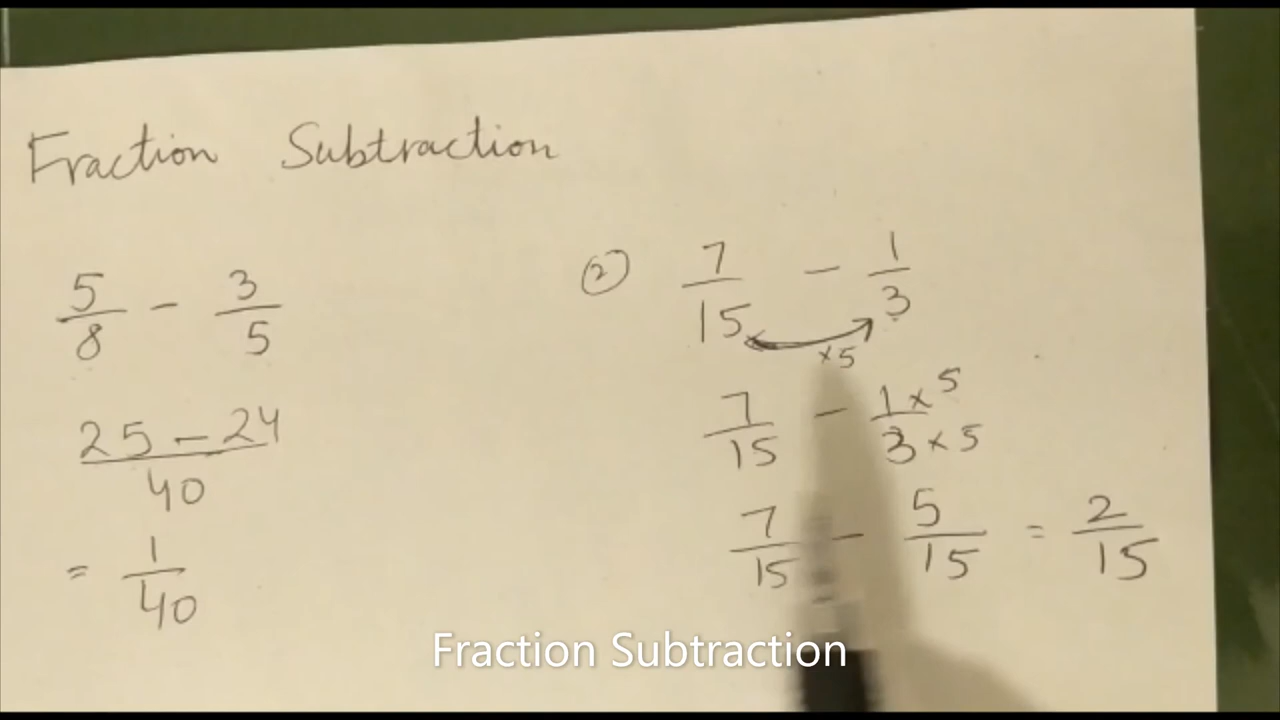 Fraction Subtraction
5/8 - 3/5
25 - 24/40
= 1/40
② 7/15 - 1/3
×5
7/15 - 1×5/3×5
7/15 - 5/15 = 2/15
Fraction Subtraction